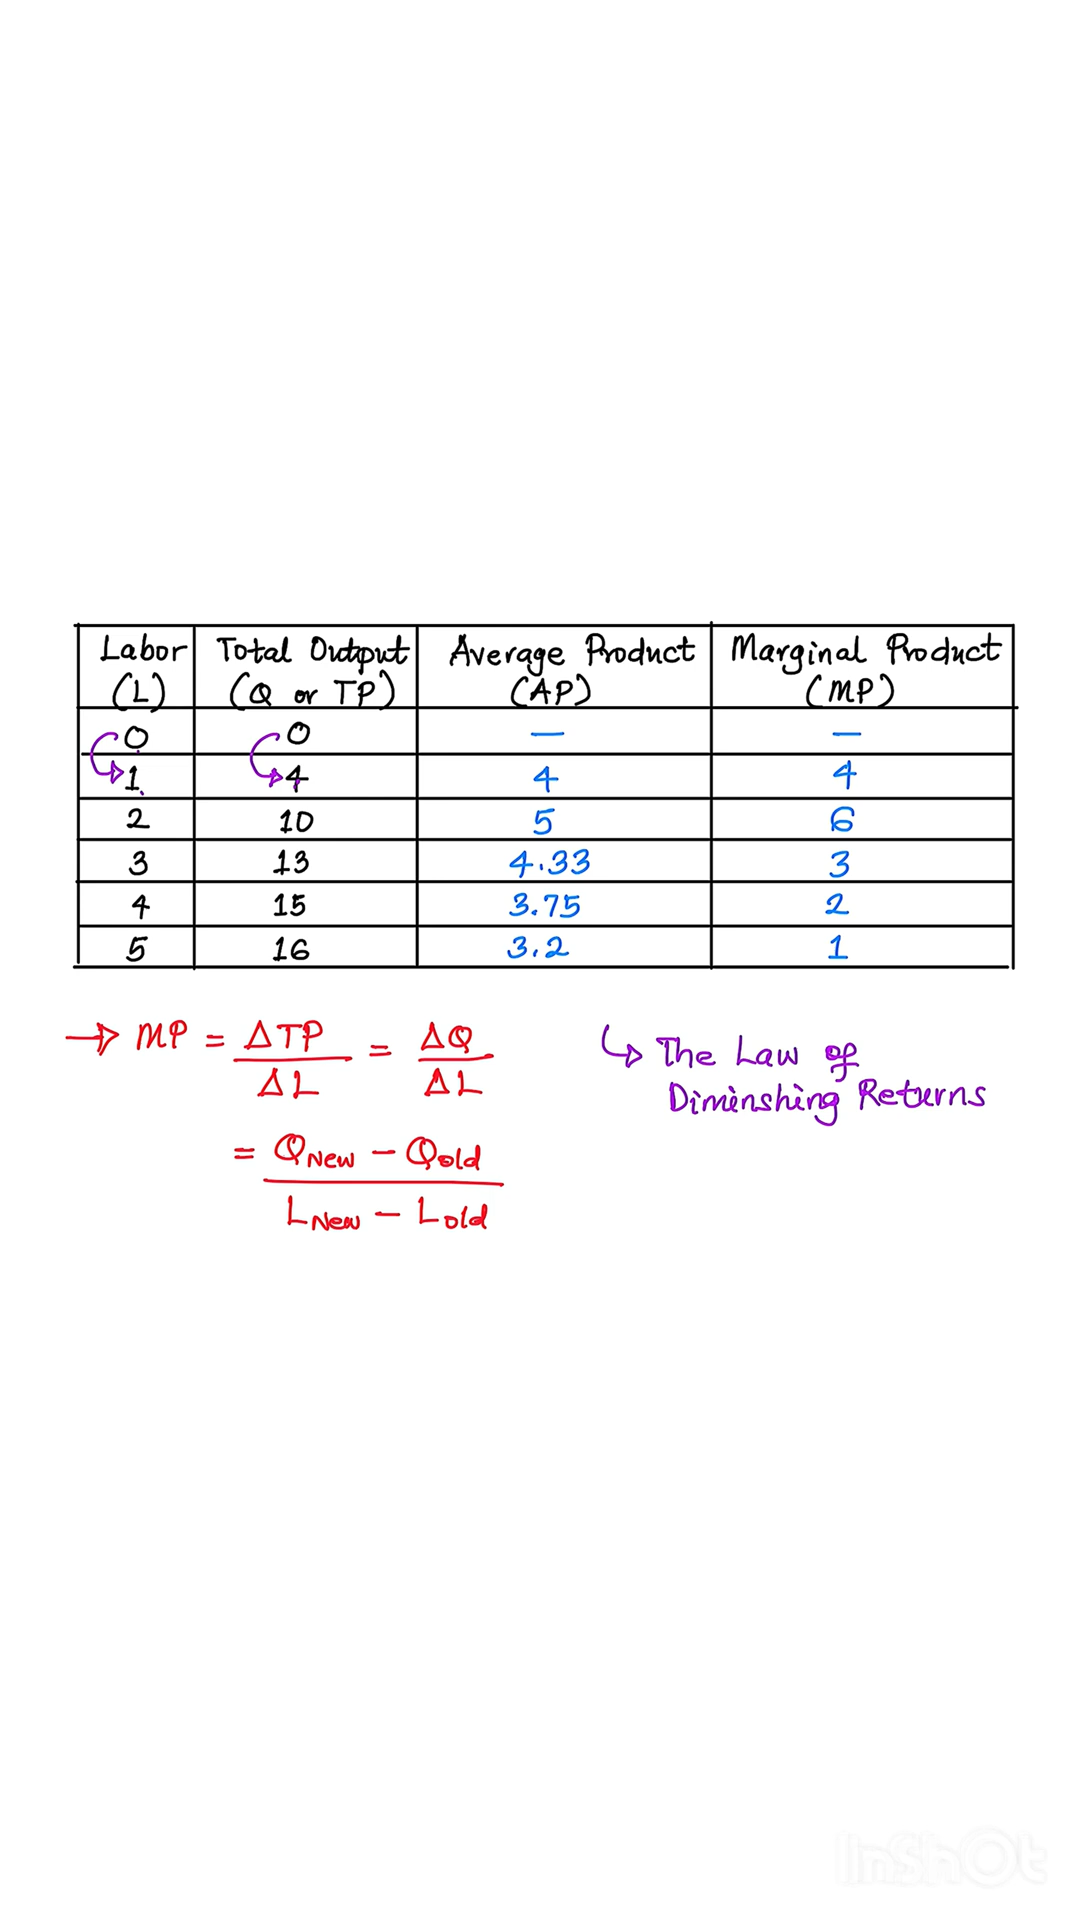 Labor (L) Total Output (Q or TP) Average Product (AP) Marginal Product (MP)
0 0 — —
1 4 4 4
2 10 5 6
3 13 4.33 3
4 15 3.75 2
5 16 3.2 1
→ MP = ΔTP / ΔL = ΔQ / ΔL
= QNew - Qold / LNew - Lold
↳ The Law of
Diminshing Returns
InShOt